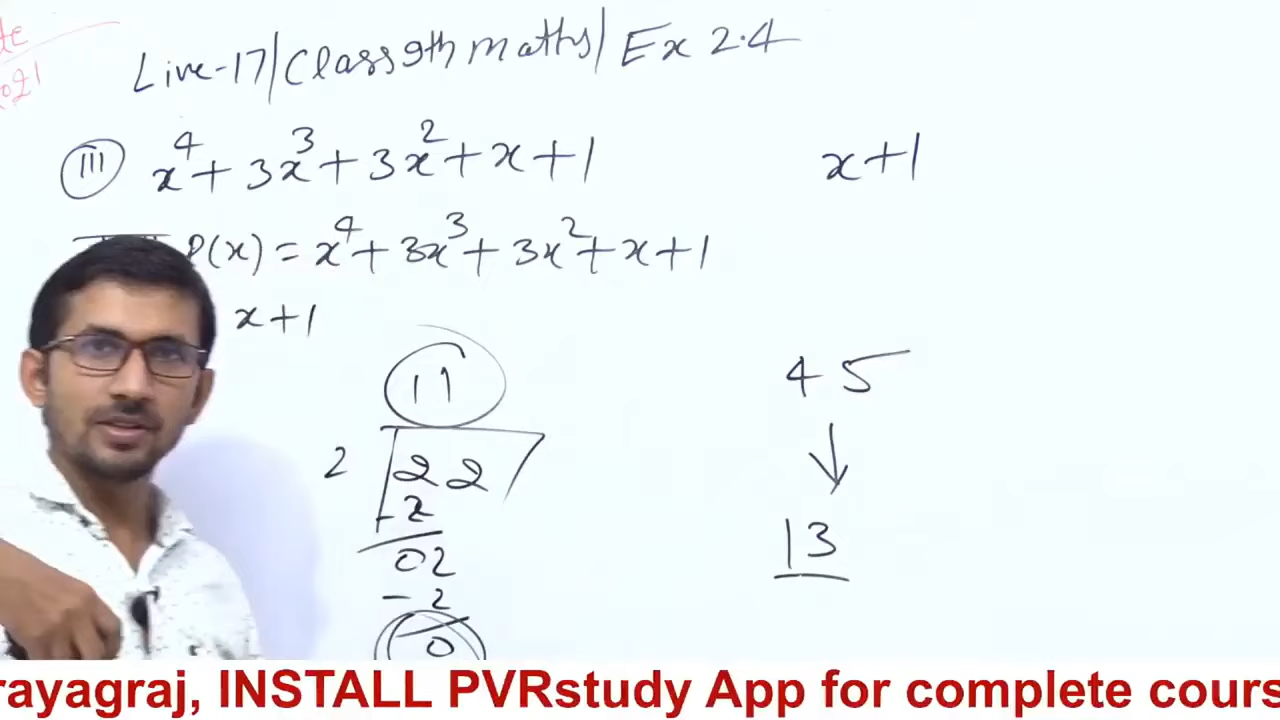 Live-17/Class 9th maths/ Ex 2.4
(III) x⁴ + 3x³ + 3x² + x + 1 x+1
P(x) = x⁴ + 3x³ + 3x² + x + 1
x+1
11
2 22
- 2
02
- 2
0
45
↓
13
rayagraj, INSTALL PVRstudy App for complete cours